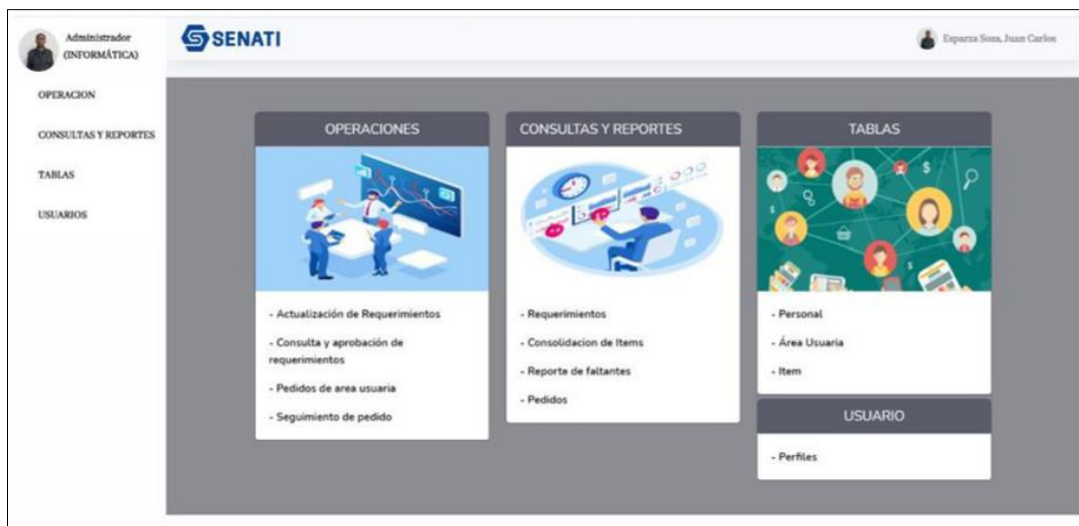 Administrador
(INFORMÁTICA)
SENATI
Esparza Sosa, Juan Carlos
OPERACION
CONSULTAS Y REPORTES
TABLAS
USUARIOS
OPERACIONES
- Actualización de Requerimientos
- Consulta y aprobación de
requerimientos
- Pedidos de area usuaria
- Seguimiento de pedido
CONSULTAS Y REPORTES
- Requerimientos
- Consolidacion de Items
- Reporte de faltantes
- Pedidos
TABLAS
- Personal
- Área Usuaria
- Item
USUARIO
- Perfiles